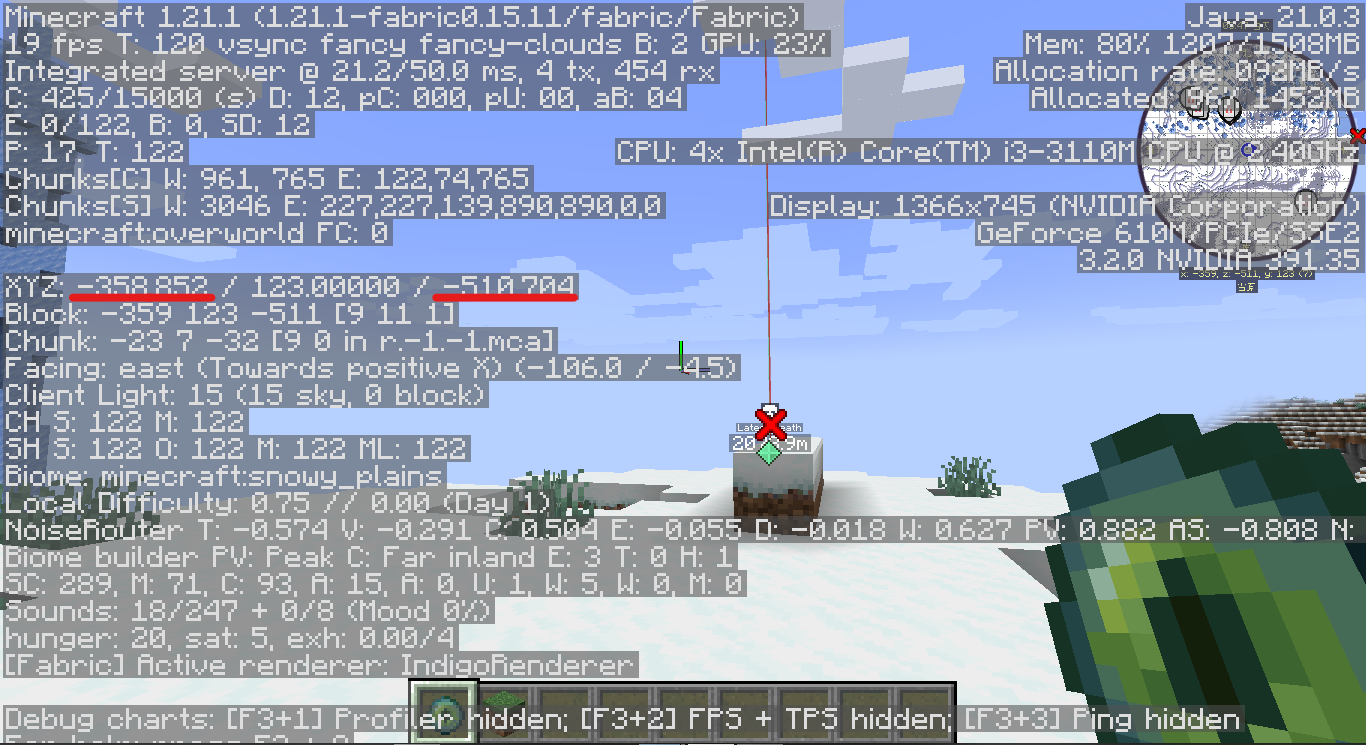 Minecraft 1.21.1 (1.21.1-fabric0.15.11/fabric/Fabric)
19 fps T: 120 vsync fancy fancy-clouds B: 2 GPU: 23%
Integrated server @ 21.2/50.0 ms, 4 tx, 454 rx
C: 425/15000 (s) D: 12, pC: 000, pU: 00, aB: 04
E: 0/122, B: 0, SD: 12
P: 17. T: 122
Chunks[C] W: 961, 765 E: 122,74,765
Chunks[S] W: 3046 E: 227,227,139,890,890,0,0
minecraft:overworld FC: 0
XYZ: -358.852 / 123.00000 / -510.704
Block: -359 123 -511 [9 11 1]
Chunk: -23 7 -32 [9 0 in r.-1.-1.mca]
Facing: east (Towards positive X) (-106.0 / -4.5)
Client Light: 15 (15 sky, 0 block)
CH S: 122 M: 122
SH S: 122 O: 122 M: 122 ML: 122
Biome: minecraft:snowy_plains
Local Difficulty: 0.75 // 0.00 (Day 1)
NoiseRouter T: -0.574 V: -0.291 C: 0.504 E: -0.055 D: -0.018 W: 0.627 PV: 0.882 AS: -0.808 N:
Biome builder PV: Peak C: Far inland E: 3 T: 0 H: 1
SC: 289, M: 71, C: 93, A: 15, A: 0, U: 1, W: 5, W: 0, M: 0
Sounds: 18/247 + 0/8 (Mood 0%)
hunger: 20, sat: 5, exh: 0.00/4
[Fabric] Active renderer: IndigoRenderer
Debug charts: [F3+1] Profiler hidden; [F3+2] FPS + TPS hidden; [F3+3] Ping hidden
Java: 21.0.3
Mem: 80% 1207/1508MB
Allocation rate: 092MB/s
Allocated: 96% 1452MB
CPU: 4x Intel(R) Core(TM) i3-3110M CPU @ 2.40GHz
Display: 1366x745 (NVIDIA Corporation)
GeForce 610M/PCIe/SSE2
3.2.0 NVIDIA 391.35
x: -359, z: -511, y: 123 (7)